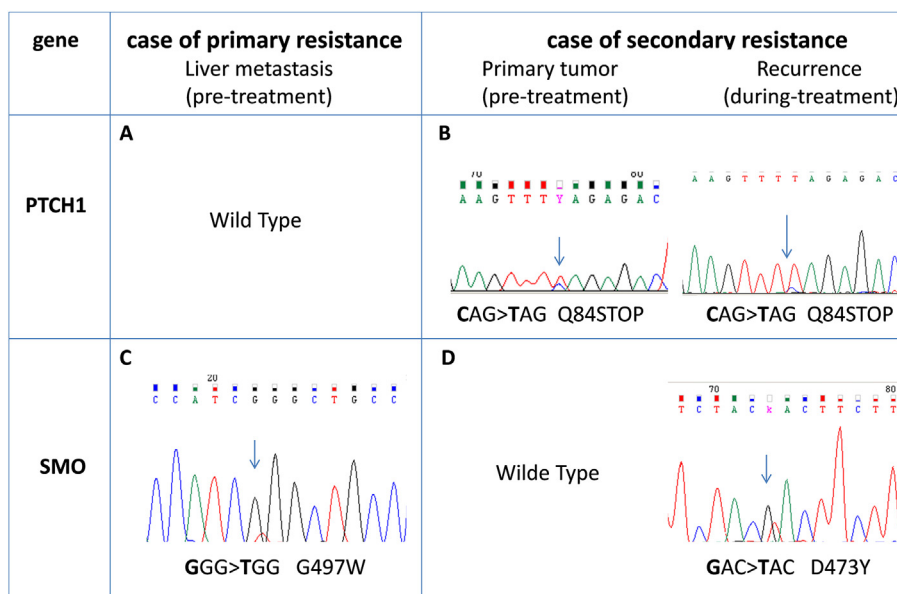 gene
case of primary resistance
case of secondary resistance
Liver metastasis
(pre-treatment)
Primary tumor
(pre-treatment)
Recurrence
(during-treatment)
PTCH1
A
Wild Type
B
70 80
A A G T T T Y A G A G A C
CAG>TAG Q84STOP
A A G T T T T A G A G A C
CAG>TAG Q84STOP
SMO
C
20
C C A T C G G G C T G C C
GGG>TGG G497W
D
Wilde Type
70 80
T C T A C k A C T T C T T
GAC>TAC D473Y